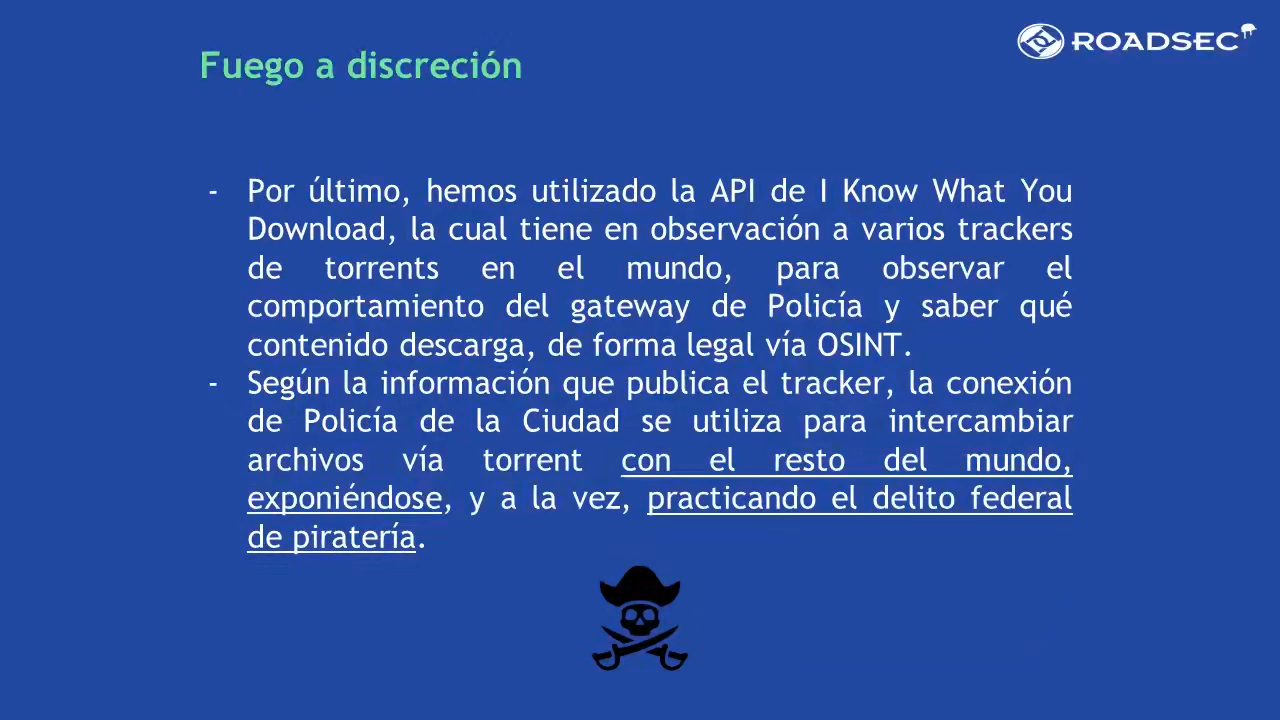 Fuego a discreción
ROADSEC
- Por último, hemos utilizado la API de I Know What You
Download, la cual tiene en observación a varios trackers
de torrents en el mundo, para observar el
comportamiento del gateway de Policía y saber qué
contenido descarga, de forma legal vía OSINT.
- Según la información que publica el tracker, la conexión
de Policía de la Ciudad se utiliza para intercambiar
archivos vía torrent con el resto del mundo,
exponiéndose, y a la vez, practicando el delito federal
de piratería.